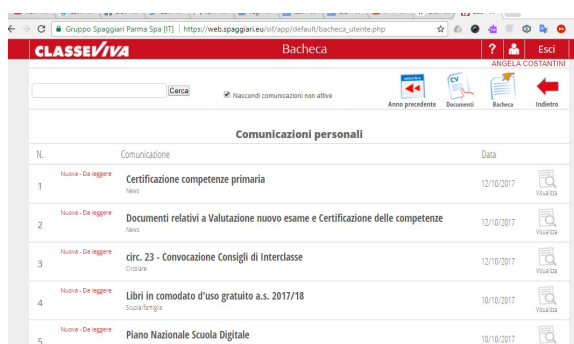 Gruppo Spaggiari Parma Spa [IT] | https://web.spaggiari.eu/sif/app/default/bacheca_utente.php
CLASSEVIVA Bacheca ? Esci
ANGELA COSTANTINI
Cerca Nascondi comunicazioni non attive
Anno precedente Documenti Bacheca Indietro
Comunicazioni personali
N. Comunicazione Data
1 Nuova - Da leggere Certificazione competenze primaria 12/10/2017 Visualizza
News
2 Nuova - Da leggere Documenti relativi a Valutazione nuovo esame e Certificazione delle competenze 12/10/2017 Visualizza
News
3 Nuova - Da leggere circ. 23 - Convocazione Consigli di Interclasse 12/10/2017 Visualizza
Circolare
4 Nuova - Da leggere Libri in comodato d'uso gratuito a.s. 2017/18 10/10/2017 Visualizza
Scuola/famiglia
5 Nuova - Da leggere Piano Nazionale Scuola Digitale 10/10/2017